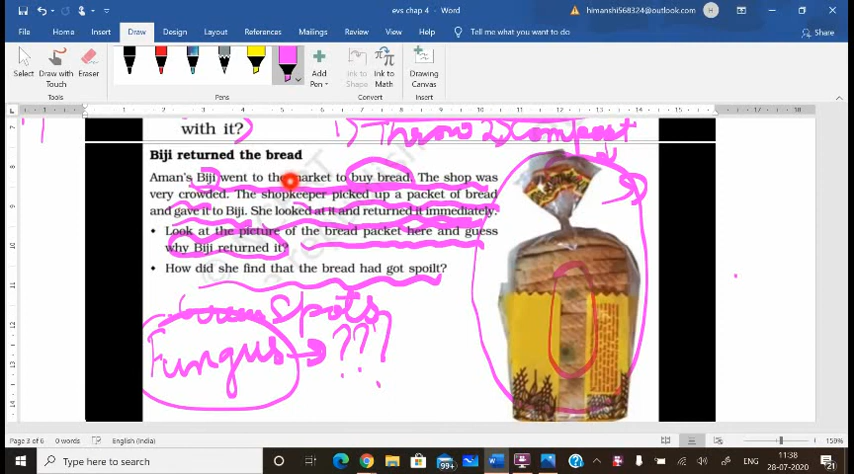 evs chap 4 - Word
himanshi568324@outlook.com
H
File Home Insert Draw Design Layout References Mailings Review View Help Tell me what you want to do
Share
Select
Draw with Touch
Eraser
Add Pen
Ink to Shape
Ink to Math
Drawing Canvas
Tools Pens Convert Insert
with it? 1) Throw 2) Compost
Biji returned the bread
Aman's Biji went to the market to buy bread. The shop was
very crowded. The shopkeeper picked up a packet of bread
and gave it to Biji. She looked at it and returned it immediately.
• Look at the picture of the bread packet here and guess
why Biji returned it?
• How did she find that the bread had got spoilt?
Spots
Fungus → ???
Page 3 of 6 0 words English (India) 159%
Type here to search
99+
ENG
11:38
28-07-2020
21